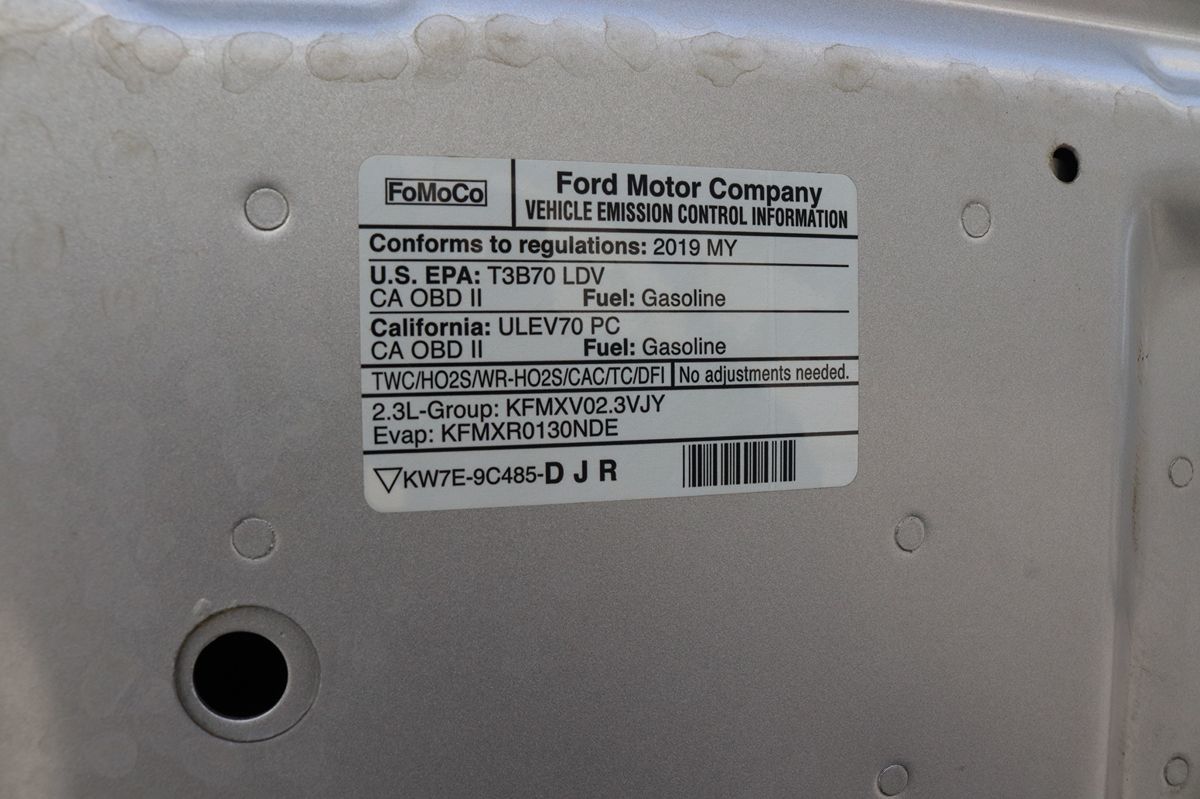 FoMoCo
Ford Motor Company
VEHICLE EMISSION CONTROL INFORMATION
Conforms to regulations: 2019 MY
U.S. EPA: T3B70 LDV
CA OBD II Fuel: Gasoline
California: ULEV70 PC
CA OBD II Fuel: Gasoline
TWC/HO2S/WR-HO2S/CAC/TC/DFI No adjustments needed.
2.3L-Group: KFMXV02.3VJY
Evap: KFMXR0130NDE
KW7E-9C485-D J R